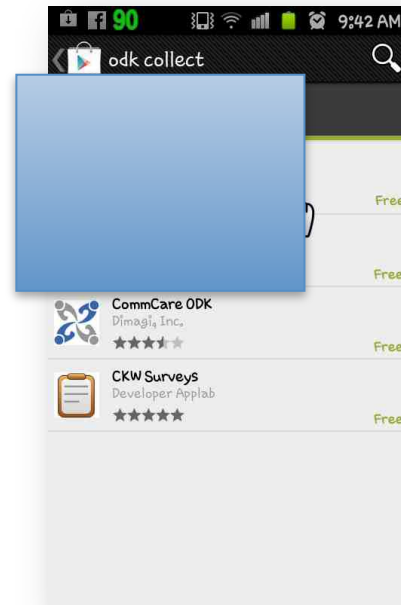 90 9:42 AM
odk collect
Free
Free
CommCare ODK
Dimagi, Inc.
Free
CKW Surveys
Developer Applab
Free